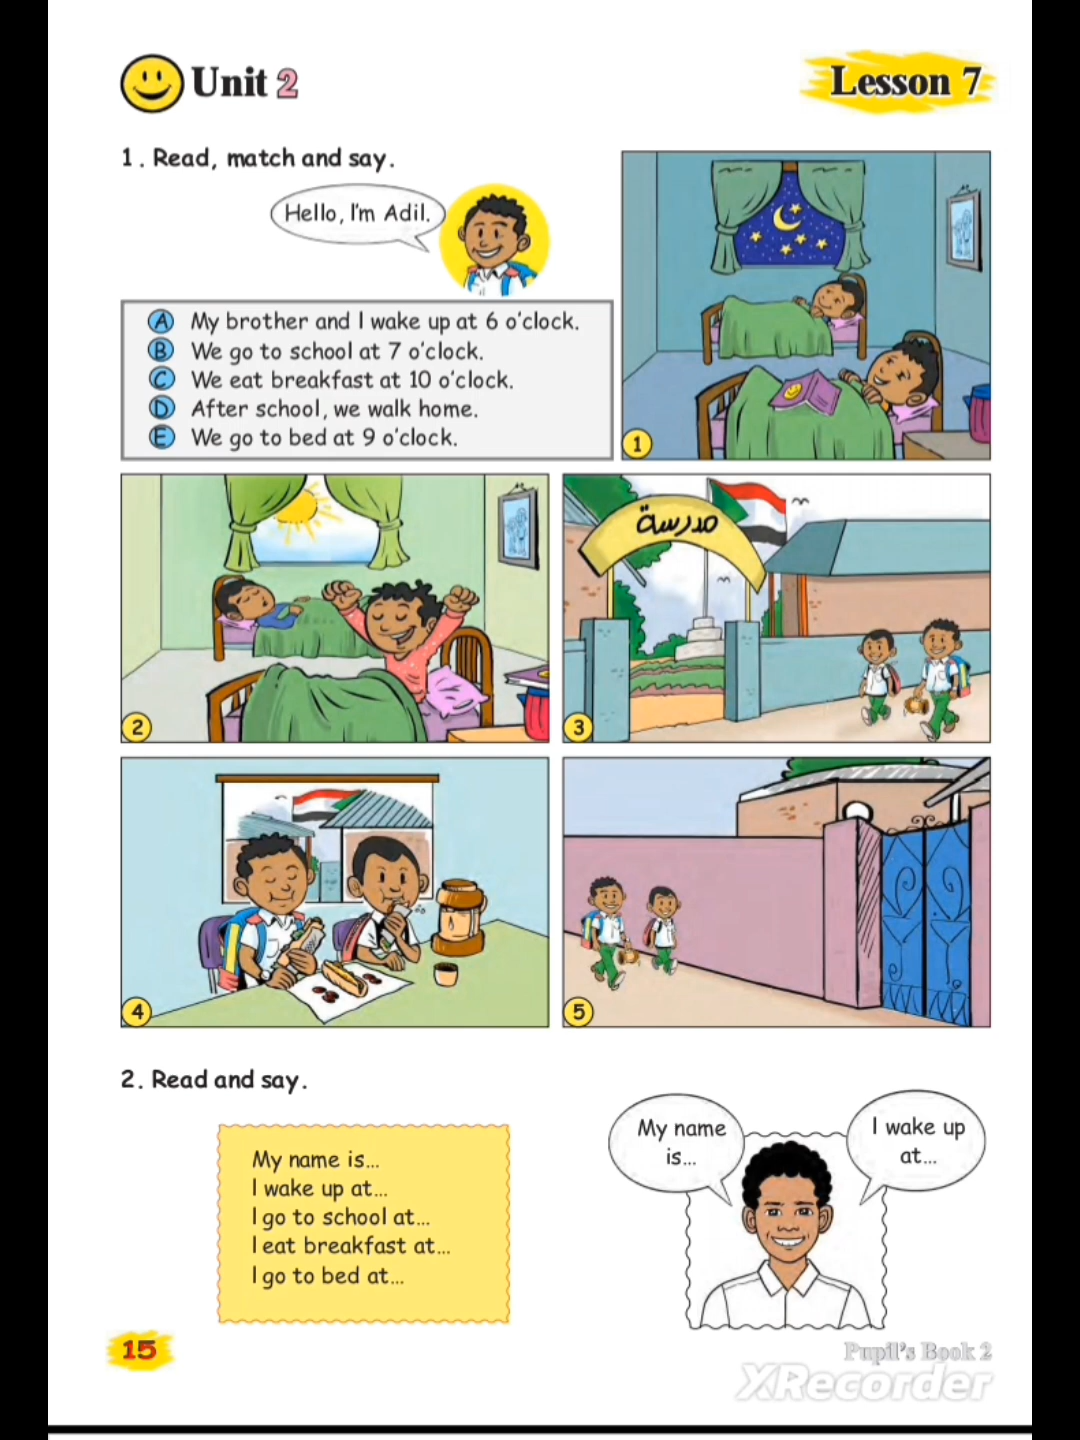 Unit 2
Lesson 7
1. Read, match and say.
Hello, I'm Adil.
A My brother and I wake up at 6 o'clock.
B We go to school at 7 o'clock.
C We eat breakfast at 10 o'clock.
D After school, we walk home.
E We go to bed at 9 o'clock.
1
2
مدرسة
3
4
5
2. Read and say.
My name is...
I wake up at...
I go to school at...
I eat breakfast at...
I go to bed at...
My name
is...
I wake up
at...
15
Pupil's Book 2
XRecorder